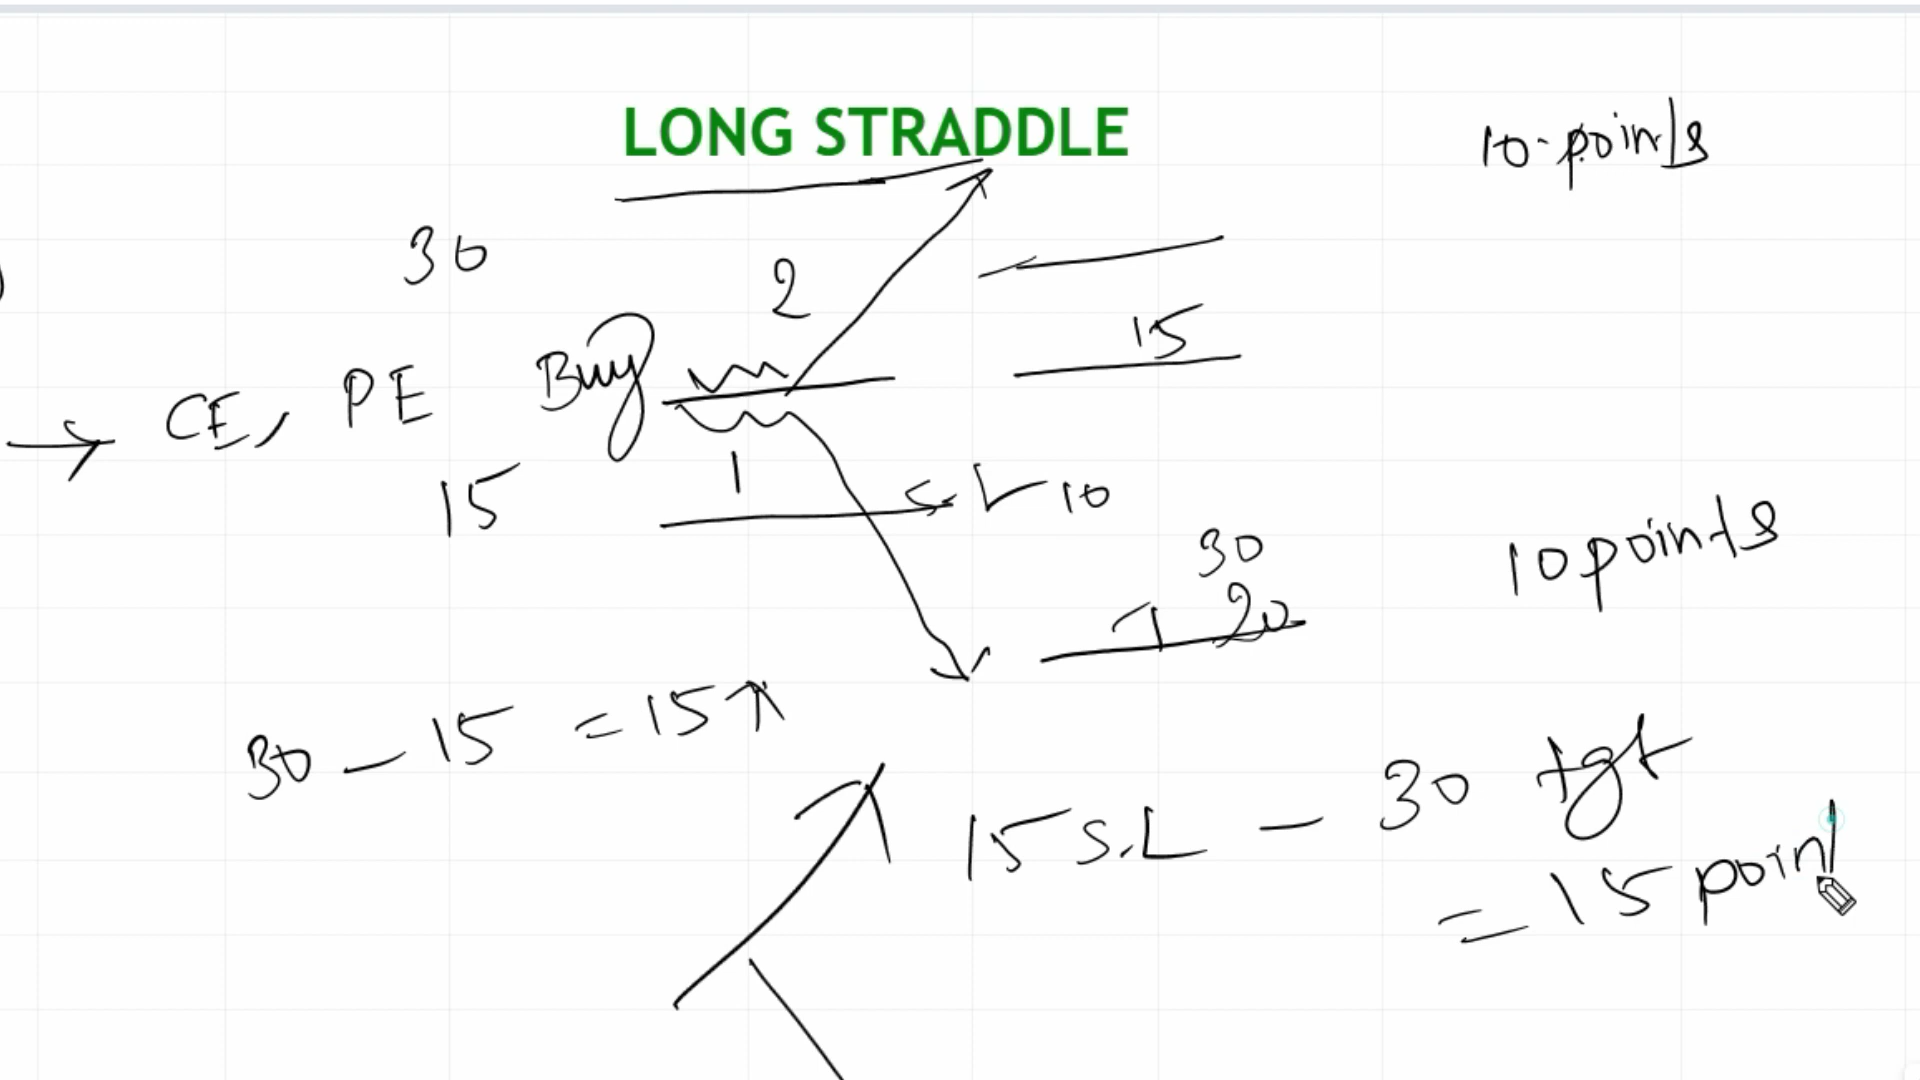 LONG STRADDLE
10-points
30
2
15
→ CE, PE Buy
15
1
S.L 10
30
T 20
10 points
30 - 15 = 15
15 S.L - 30 tgt
= 15 point